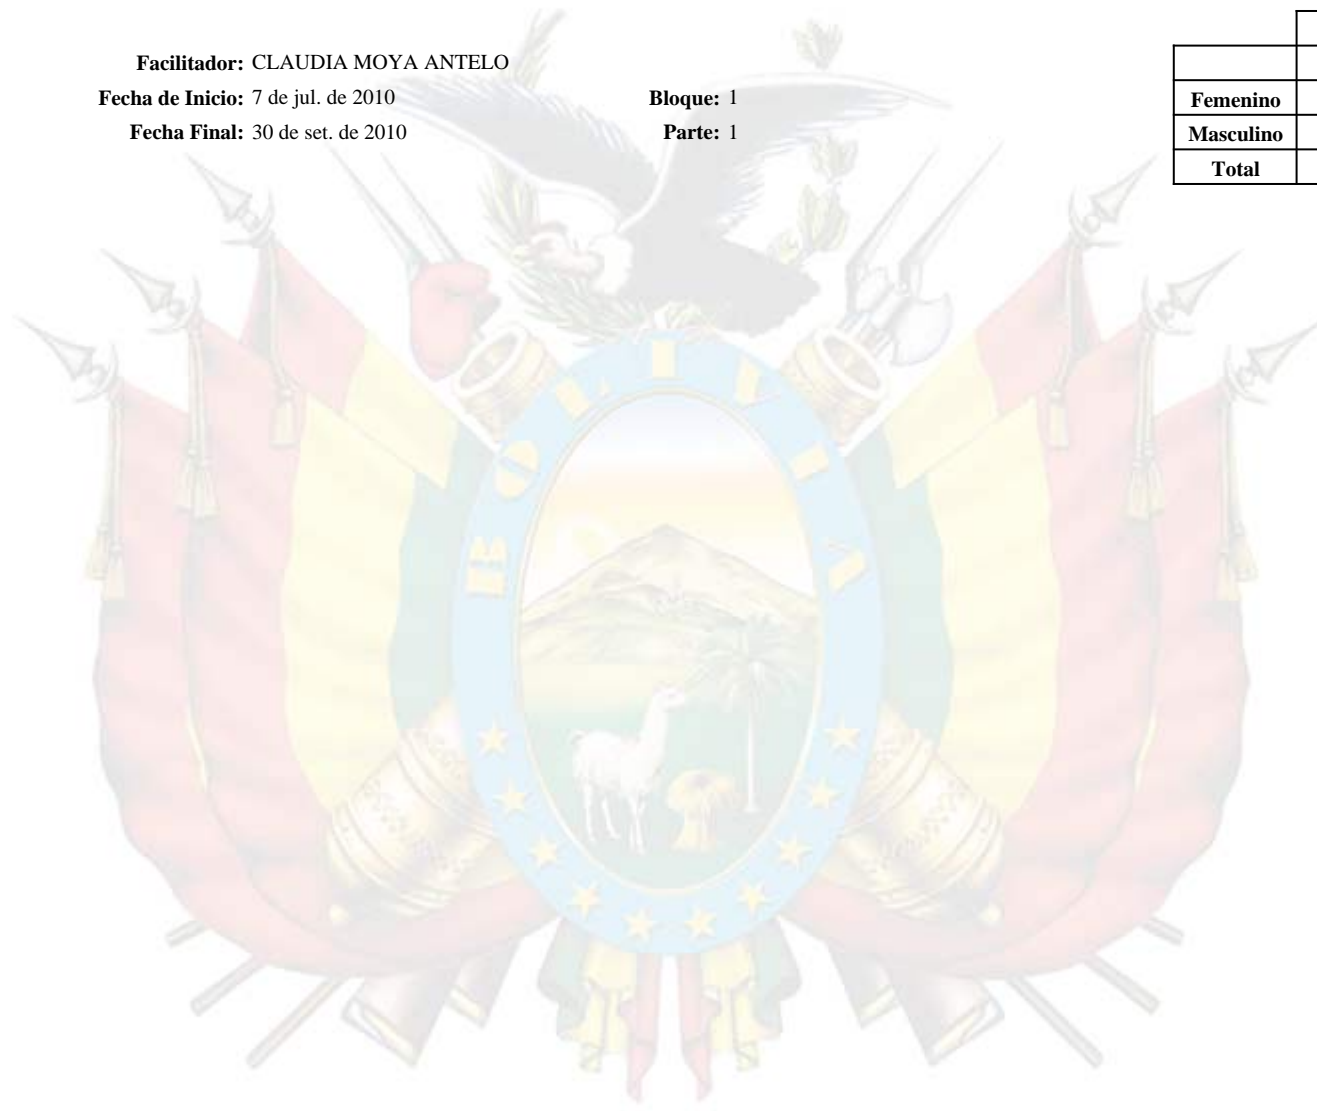 Facilitador: CLAUDIA MOYA ANTELO
Fecha de Inicio: 7 de jul. de 2010 Bloque: 1
Fecha Final: 30 de set. de 2010 Parte: 1
Femenino
Masculino
Total
BOLIVIA